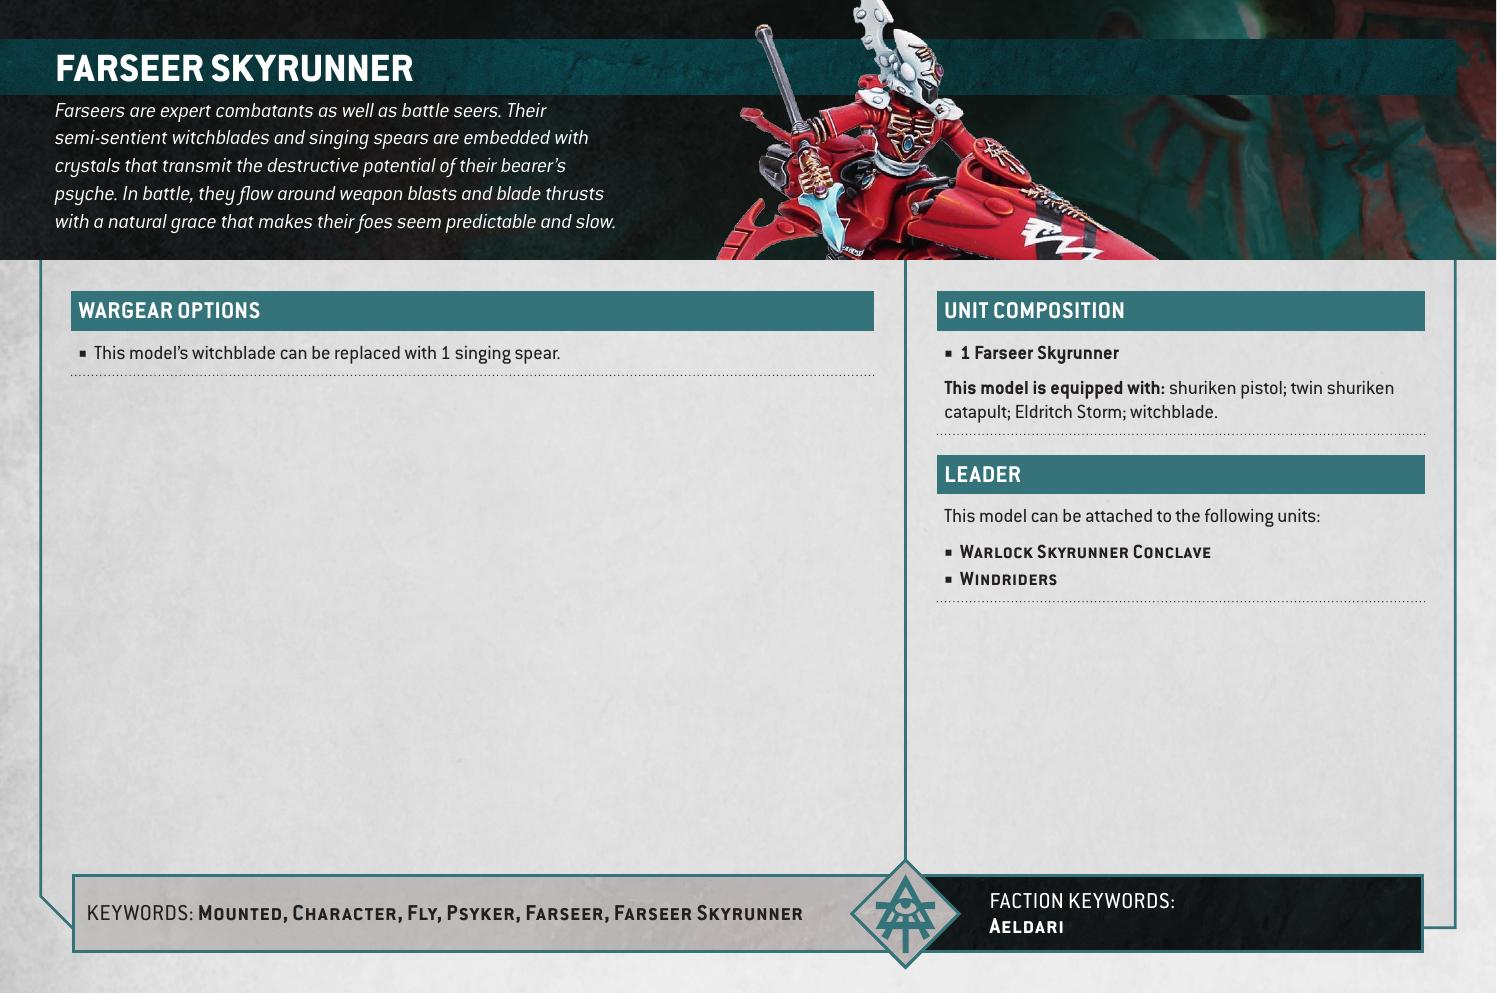 FARSEER SKYRUNNER
Farseers are expert combatants as well as battle seers. Their
semi-sentient witchblades and singing spears are embedded with
crystals that transmit the destructive potential of their bearer’s
psyche. In battle, they flow around weapon blasts and blade thrusts
with a natural grace that makes their foes seem predictable and slow.
WARGEAR OPTIONS
▪ This model’s witchblade can be replaced with 1 singing spear.
UNIT COMPOSITION
▪ 1 Farseer Skyrunner
This model is equipped with: shuriken pistol; twin shuriken
catapult; Eldritch Storm; witchblade.
LEADER
This model can be attached to the following units:
▪ Warlock Skyrunner Conclave
▪ Windriders
KEYWORDS: Mounted, Character, Fly, Psyker, Farseer, Farseer Skyrunner
FACTION KEYWORDS:
Aeldari